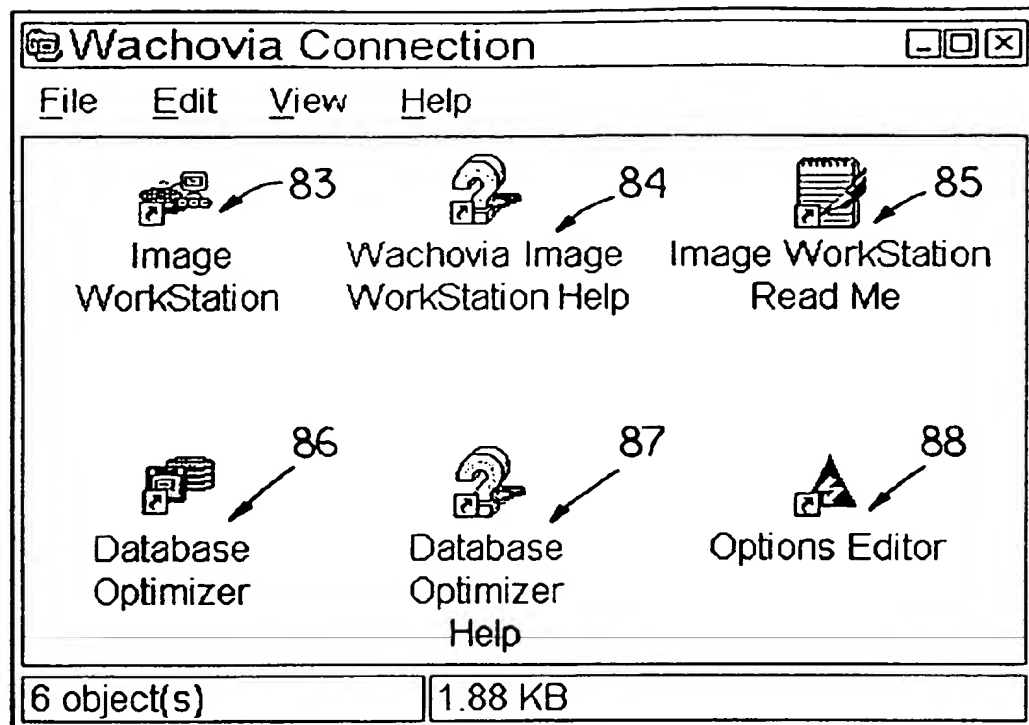 Wachovia Connection
File Edit View Help
83 84 85
Image Wachovia Image Image WorkStation
WorkStation WorkStation Help Read Me
86 87 88
Database Database Options Editor
Optimizer Optimizer
Help
6 object(s) 1.88 KB